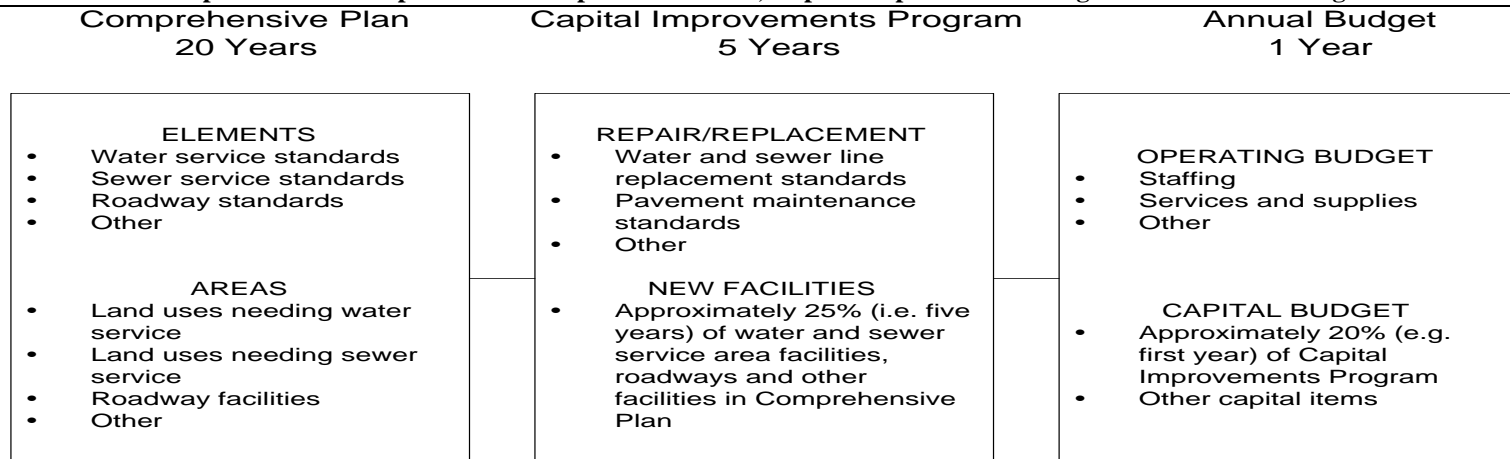 Comprehensive Plan
20 Years
Capital Improvements Program
5 Years
Annual Budget
1 Year
ELEMENTS
• Water service standards
• Sewer service standards
• Roadway standards
• Other
AREAS
• Land uses needing water
service
• Land uses needing sewer
service
• Roadway facilities
• Other
REPAIR/REPLACEMENT
• Water and sewer line
replacement standards
• Pavement maintenance
standards
• Other
NEW FACILITIES
• Approximately 25% (i.e. five
years) of water and sewer
service area facilities,
roadways and other
facilities in Comprehensive
Plan
OPERATING BUDGET
• Staffing
• Services and supplies
• Other
CAPITAL BUDGET
• Approximately 20% (e.g.
first year) of Capital
Improvements Program
• Other capital items